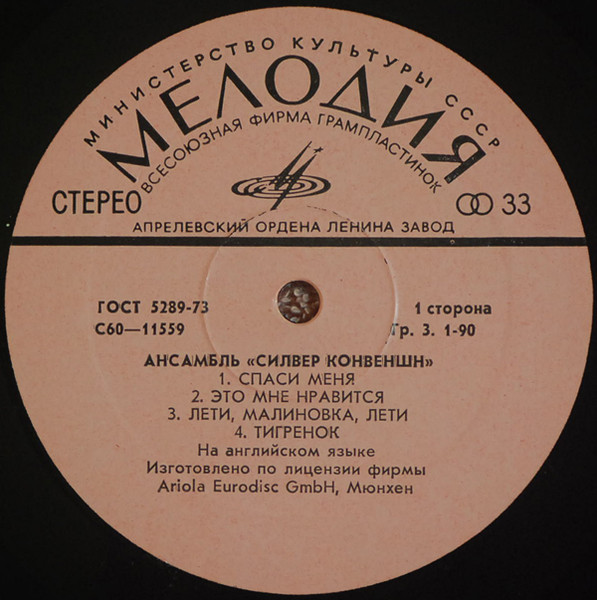 МИНИСТЕРСТВО КУЛЬТУРЫ СССР
МЕЛОДИЯ
ВСЕСОЮЗНАЯ ФИРМА ГРАМПЛАСТИНОК
СТЕРЕО 33
АПРЕЛЕВСКИЙ ОРДЕНА ЛЕНИНА ЗАВОД
ГОСТ 5289-73 1 сторона
С60—11559 Гр. 3. 1-90
АНСАМБЛЬ «СИЛВЕР КОНВЕНШН»
1. СПАСИ МЕНЯ
2. ЭТО МНЕ НРАВИТСЯ
3. ЛЕТИ, МАЛИНОВКА, ЛЕТИ
4. ТИГРЕНОК
На английском языке
Изготовлено по лицензии фирмы
Ariola Eurodisc GmbH, Мюнхен